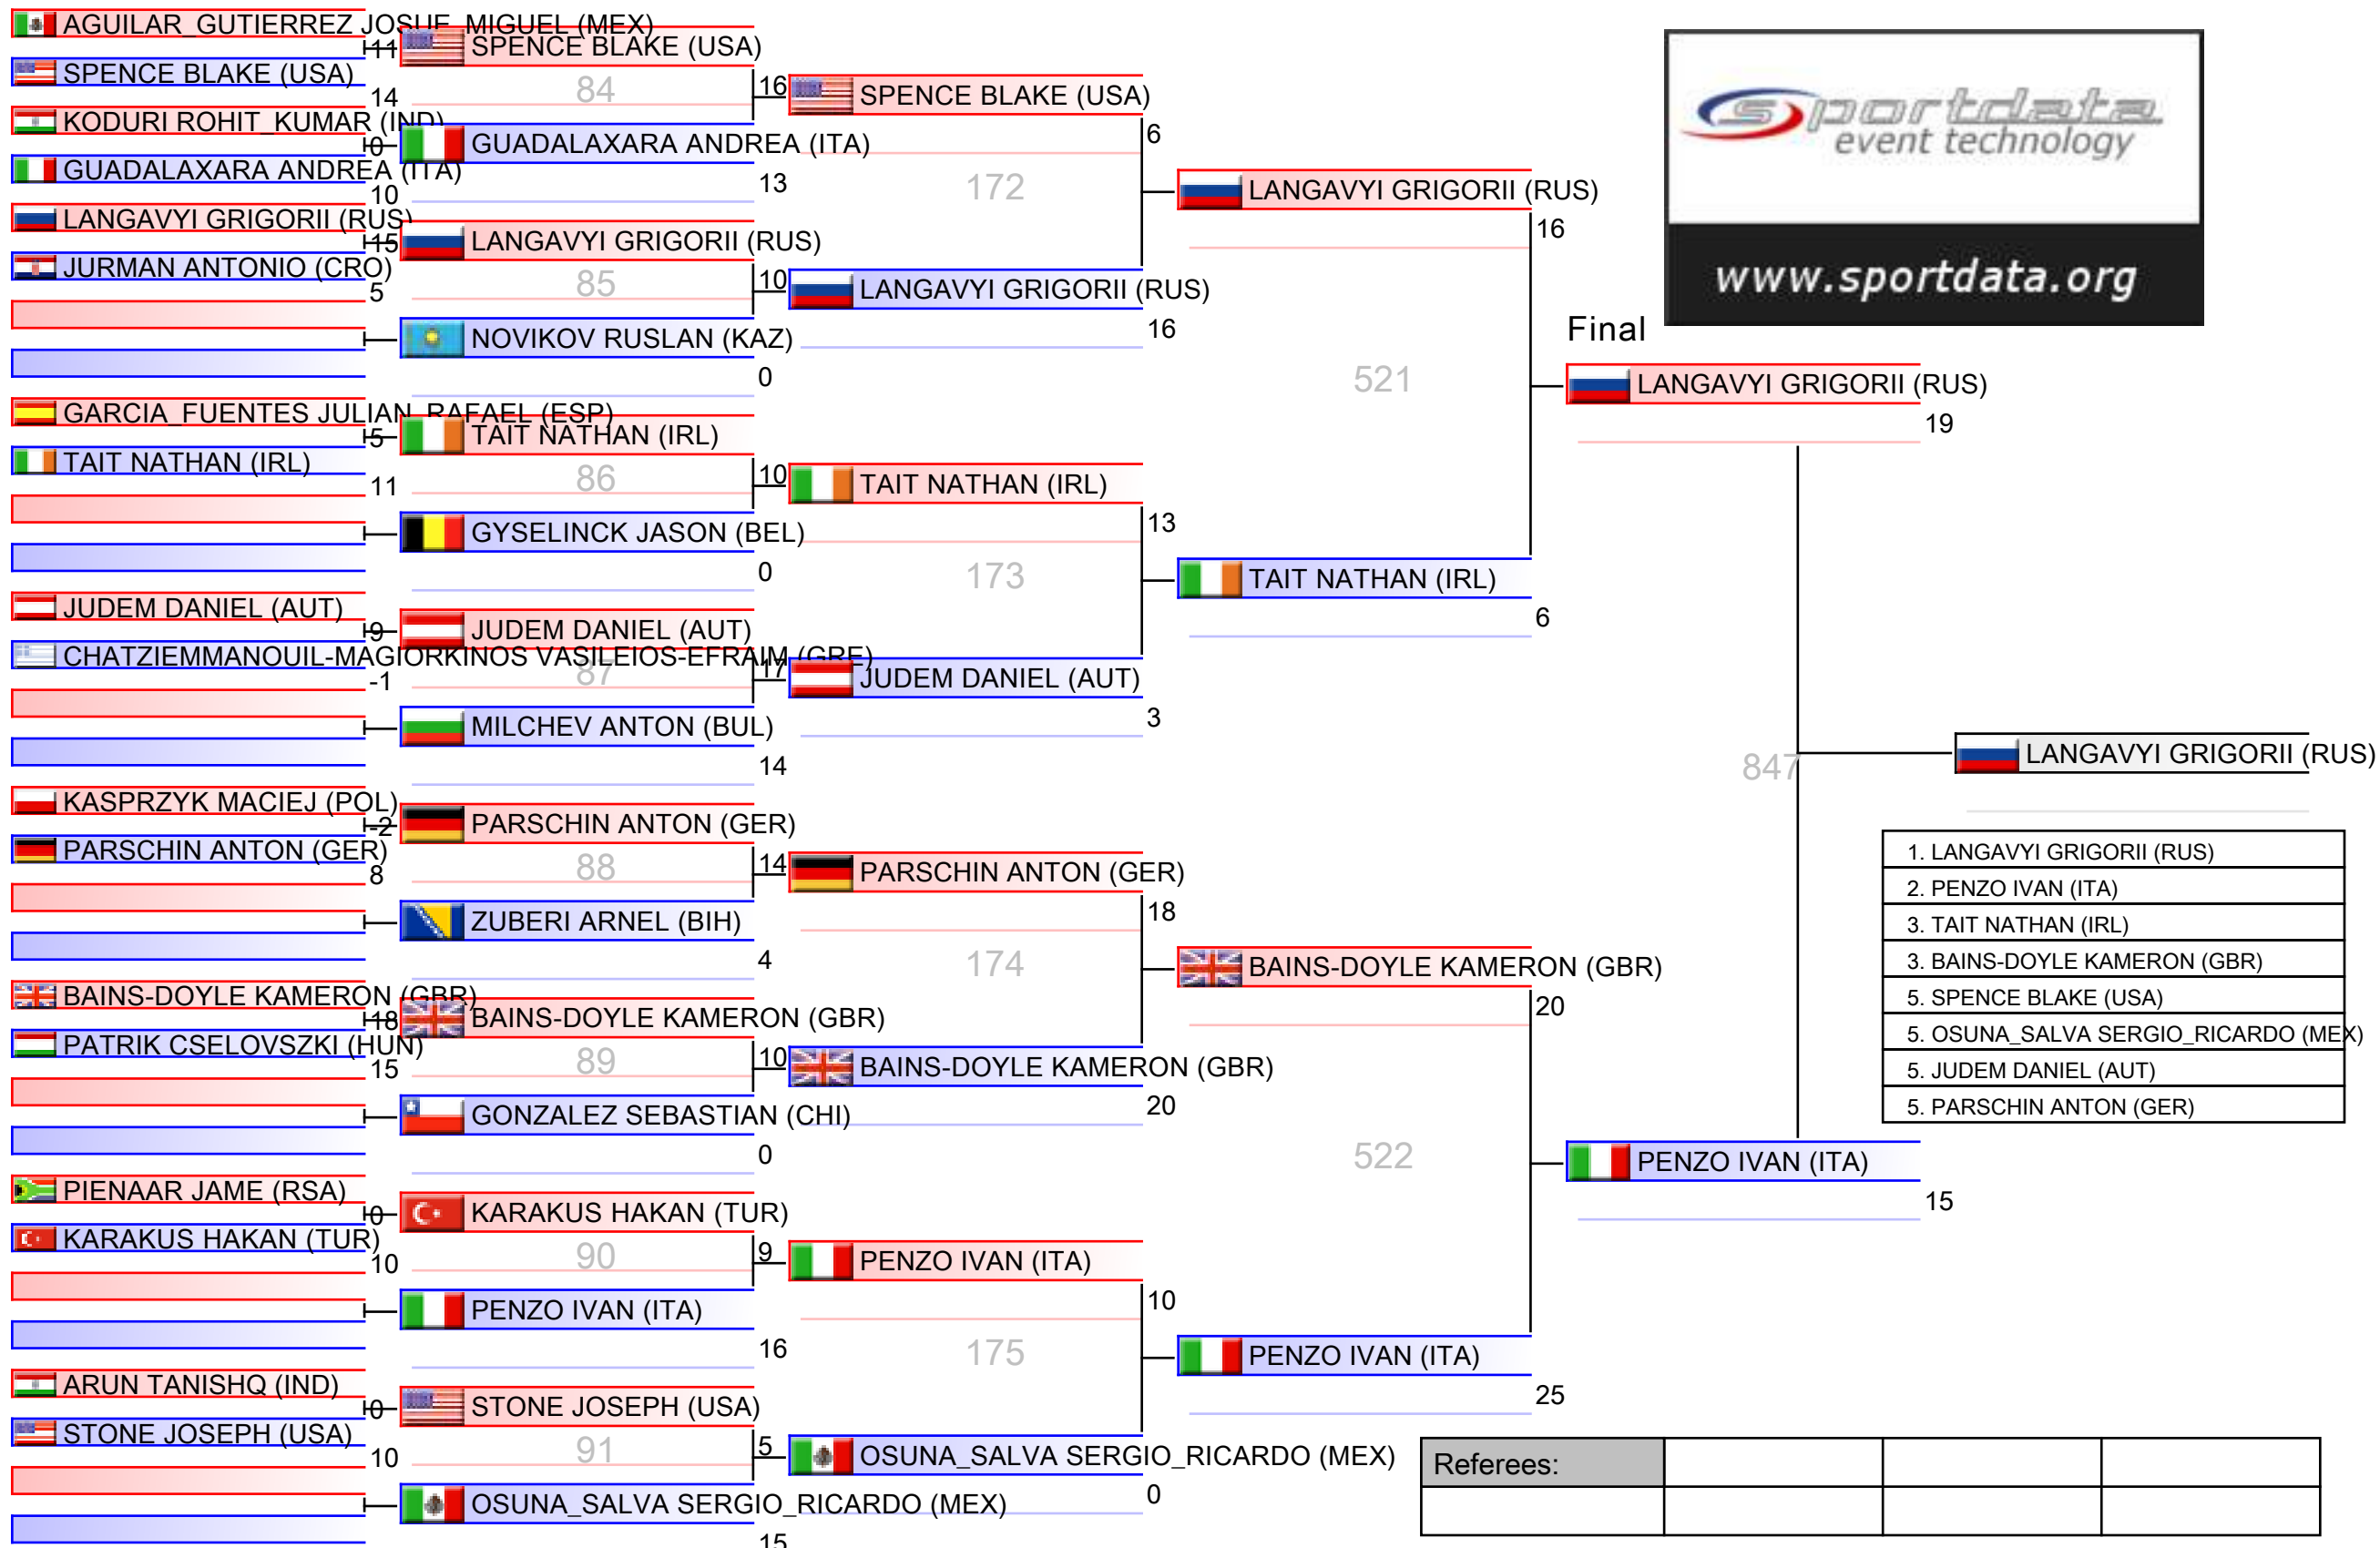 AGUILAR_GUTIERREZ JOSUE_MIGUEL (MEX)
11
SPENCE BLAKE (USA)
14
KODURI ROHIT_KUMAR (IND)
0
GUADALAXARA ANDREA (ITA)
10
LANGAVYI GRIGORII (RUS)
15
JURMAN ANTONIO (CRO)
5
GARCIA_FUENTES JULIAN_RAFAEL (ESP)
5
TAIT NATHAN (IRL)
11
JUDEM DANIEL (AUT)
9
CHATZIEMMANOUIL-MAGIORKINOS VASILEIOS-EFRAIM (GRE)
-1
KASPRZYK MACIEJ (POL)
-2
PARSCHIN ANTON (GER)
8
BAINS-DOYLE KAMERON (GBR)
18
PATRIK CSELOVSZKI (HUN)
15
PIENAAR JAME (RSA)
0
KARAKUS HAKAN (TUR)
10
ARUN TANISHQ (IND)
0
STONE JOSEPH (USA)
10
SPENCE BLAKE (USA)
84
16
GUADALAXARA ANDREA (ITA)
13
LANGAVYI GRIGORII (RUS)
85
10
NOVIKOV RUSLAN (KAZ)
0
TAIT NATHAN (IRL)
86
10
GYSELINCK JASON (BEL)
0
JUDEM DANIEL (AUT)
87
17
MILCHEV ANTON (BUL)
14
PARSCHIN ANTON (GER)
88
14
ZUBERI ARNEL (BIH)
4
BAINS-DOYLE KAMERON (GBR)
89
10
GONZALEZ SEBASTIAN (CHI)
0
KARAKUS HAKAN (TUR)
90
9
PENZO IVAN (ITA)
16
STONE JOSEPH (USA)
91
5
OSUNA_SALVA SERGIO_RICARDO (MEX)
15
SPENCE BLAKE (USA)
6
172
LANGAVYI GRIGORII (RUS)
16
TAIT NATHAN (IRL)
13
173
JUDEM DANIEL (AUT)
3
PARSCHIN ANTON (GER)
18
174
BAINS-DOYLE KAMERON (GBR)
20
PENZO IVAN (ITA)
10
175
OSUNA_SALVA SERGIO_RICARDO (MEX)
0
LANGAVYI GRIGORII (RUS)
16
521
TAIT NATHAN (IRL)
6
BAINS-DOYLE KAMERON (GBR)
20
522
PENZO IVAN (ITA)
25
Final
LANGAVYI GRIGORII (RUS)
19
847
PENZO IVAN (ITA)
15
LANGAVYI GRIGORII (RUS)
sportdata
event technology
www.sportdata.org
1. LANGAVYI GRIGORII (RUS)
2. PENZO IVAN (ITA)
3. TAIT NATHAN (IRL)
3. BAINS-DOYLE KAMERON (GBR)
5. SPENCE BLAKE (USA)
5. OSUNA_SALVA SERGIO_RICARDO (MEX)
5. JUDEM DANIEL (AUT)
5. PARSCHIN ANTON (GER)
Referees: